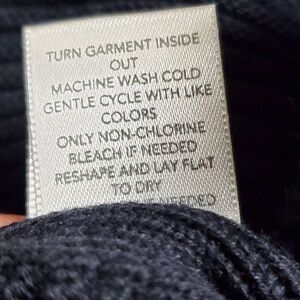 TURN GARMENT INSIDE
OUT
MACHINE WASH COLD
GENTLE CYCLE WITH LIKE
COLORS
ONLY NON-CHLORINE
BLEACH IF NEEDED
RESHAPE AND LAY FLAT
TO DRY
NEEDED